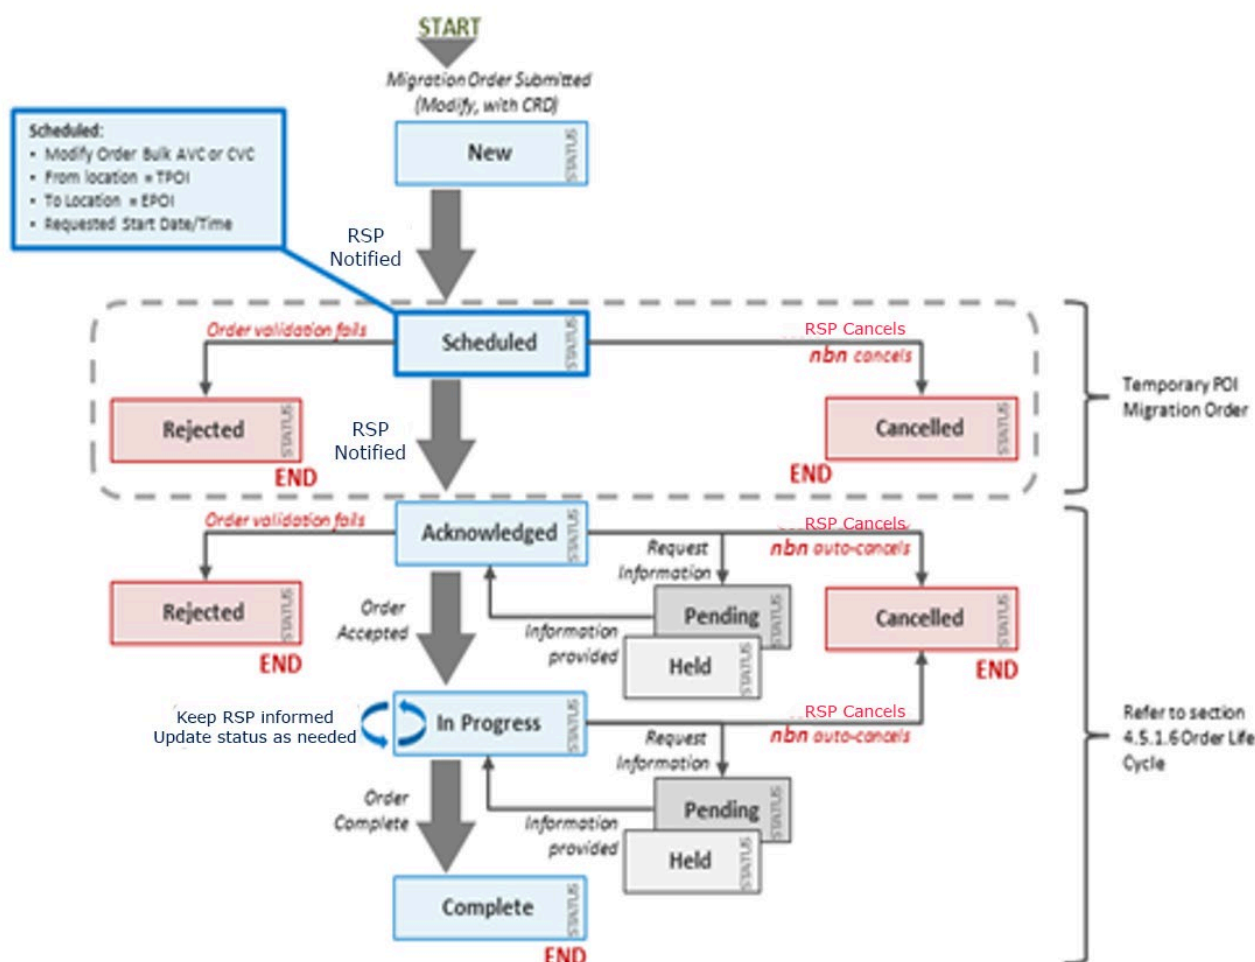 START
Migration Order Submitted
(Modify, with CRD)
New
STATUS
Scheduled:
• Modify Order Bulk AVC or CVC
• From location = TPOI
• To Location = EPOI
• Requested Start Date/Time
RSP
Notified
Order validation fails
Scheduled
STATUS
RSP Cancels
nbn cancels
Rejected
STATUS
END
RSP
Notified
Cancelled
STATUS
END
Temporary POI
Migration Order
Order validation fails
Acknowledged
STATUS
RSP Cancels
nbn auto-cancels
Request
Information
Rejected
STATUS
END
Order
Accepted
Information
provided
Pending
STATUS
Held
STATUS
Cancelled
STATUS
END
Keep RSP informed
Update status as needed
In Progress
STATUS
RSP Cancels
nbn auto-cancels
Request
Information
Refer to section
4.5.1.6 Order Life
Cycle
Order
Complete
Information
provided
Pending
STATUS
Held
STATUS
Complete
STATUS
END